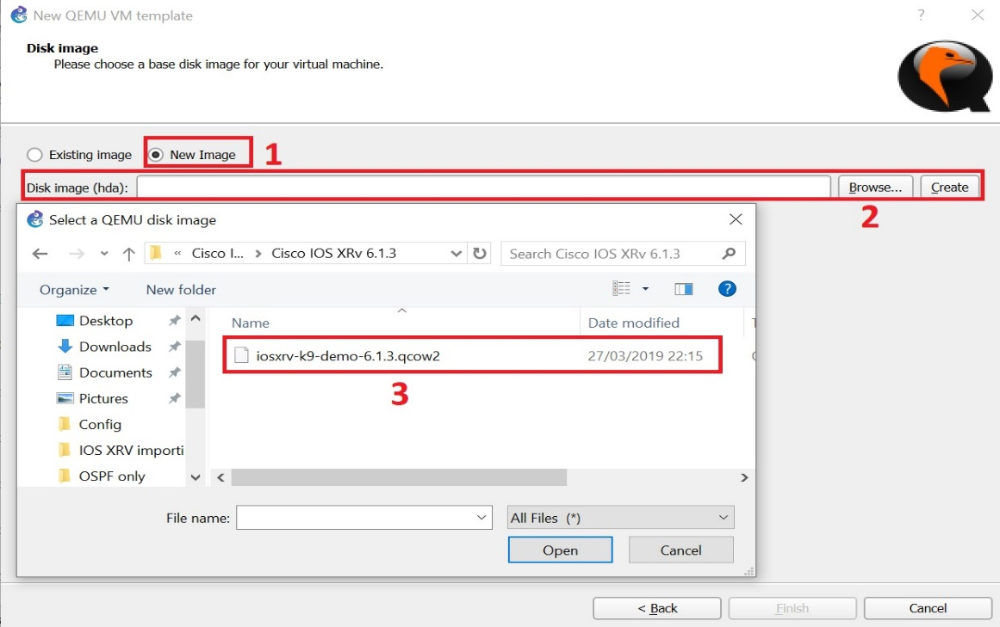 New QEMU VM template
Disk image
Please choose a base disk image for your virtual machine.
Existing image New Image 1
Disk image (hda): Browse... Create
2
Select a QEMU disk image
« Cisco I... > Cisco IOS XRv 6.1.3 Search Cisco IOS XRv 6.1.3
Organize New folder
Name Date modified
Desktop
Downloads
Documents
Pictures
Config
IOS XRV importi
OSPF only
iosxrv-k9-demo-6.1.3.qcow2 27/03/2019 22:15
3
File name: All Files (*)
Open Cancel
< Back Finish Cancel